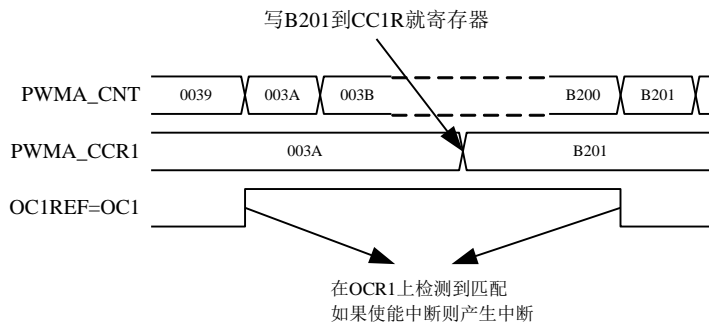 写B201到CC1R就寄存器
PWMA_CNT 0039 003A 003B B200 B201
PWMA_CCR1 003A B201
OC1REF=OC1
在OCR1上检测到匹配
如果使能中断则产生中断